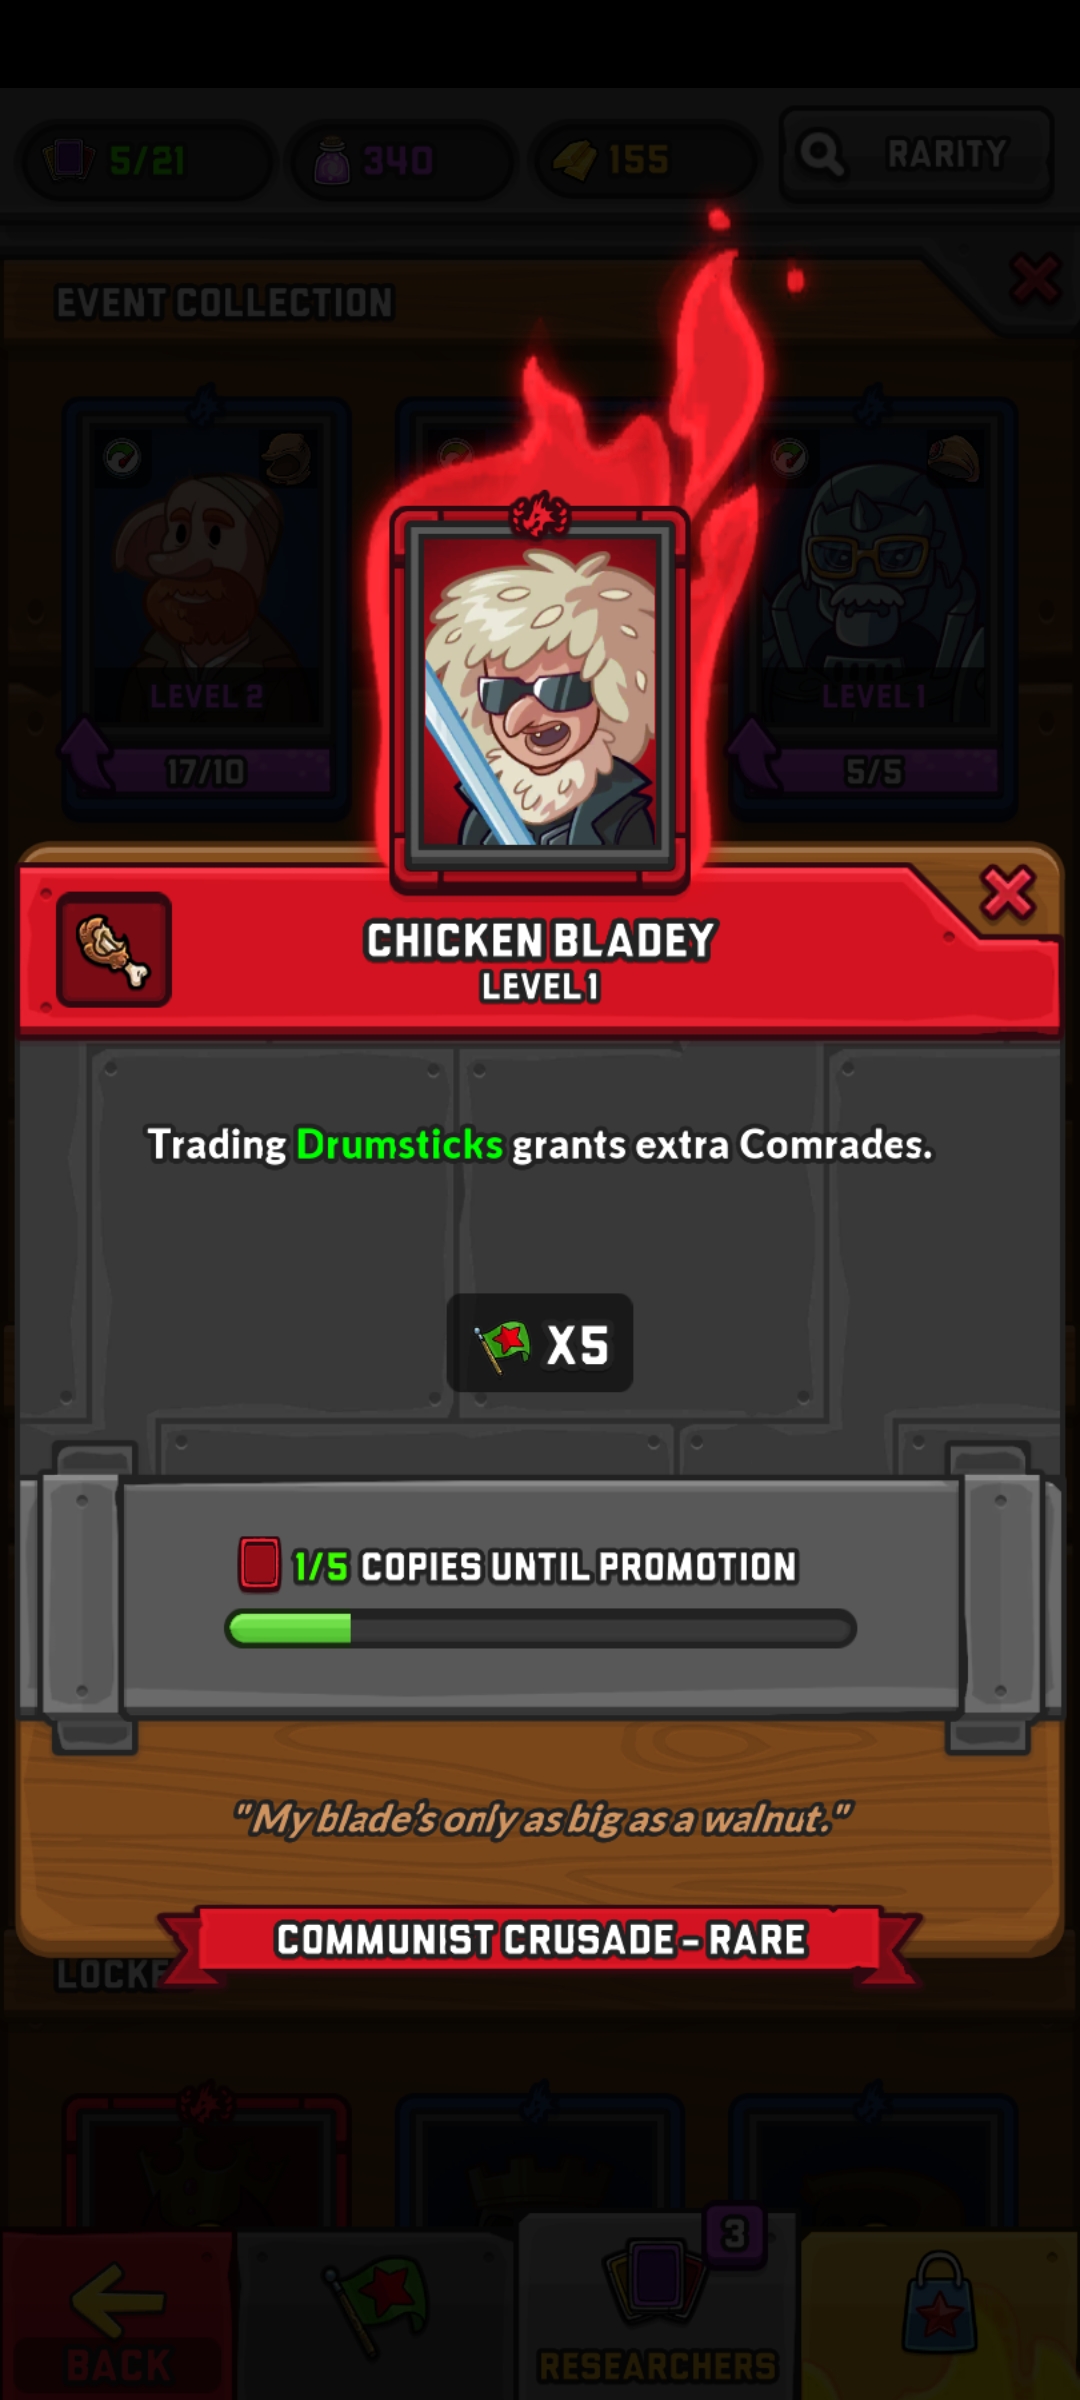 5/21
340
155
RARITY
EVENT COLLECTION
LEVEL 2
LEVEL 1
17/10
5/5
CHICKEN BLADEY
LEVEL 1
Trading Drumsticks grants extra Comrades.
X5
1/5 COPIES UNTIL PROMOTION
"My blade's only as big as a walnut."
COMMUNIST CRUSADE - RARE
3
BACK
RESEARCHERS